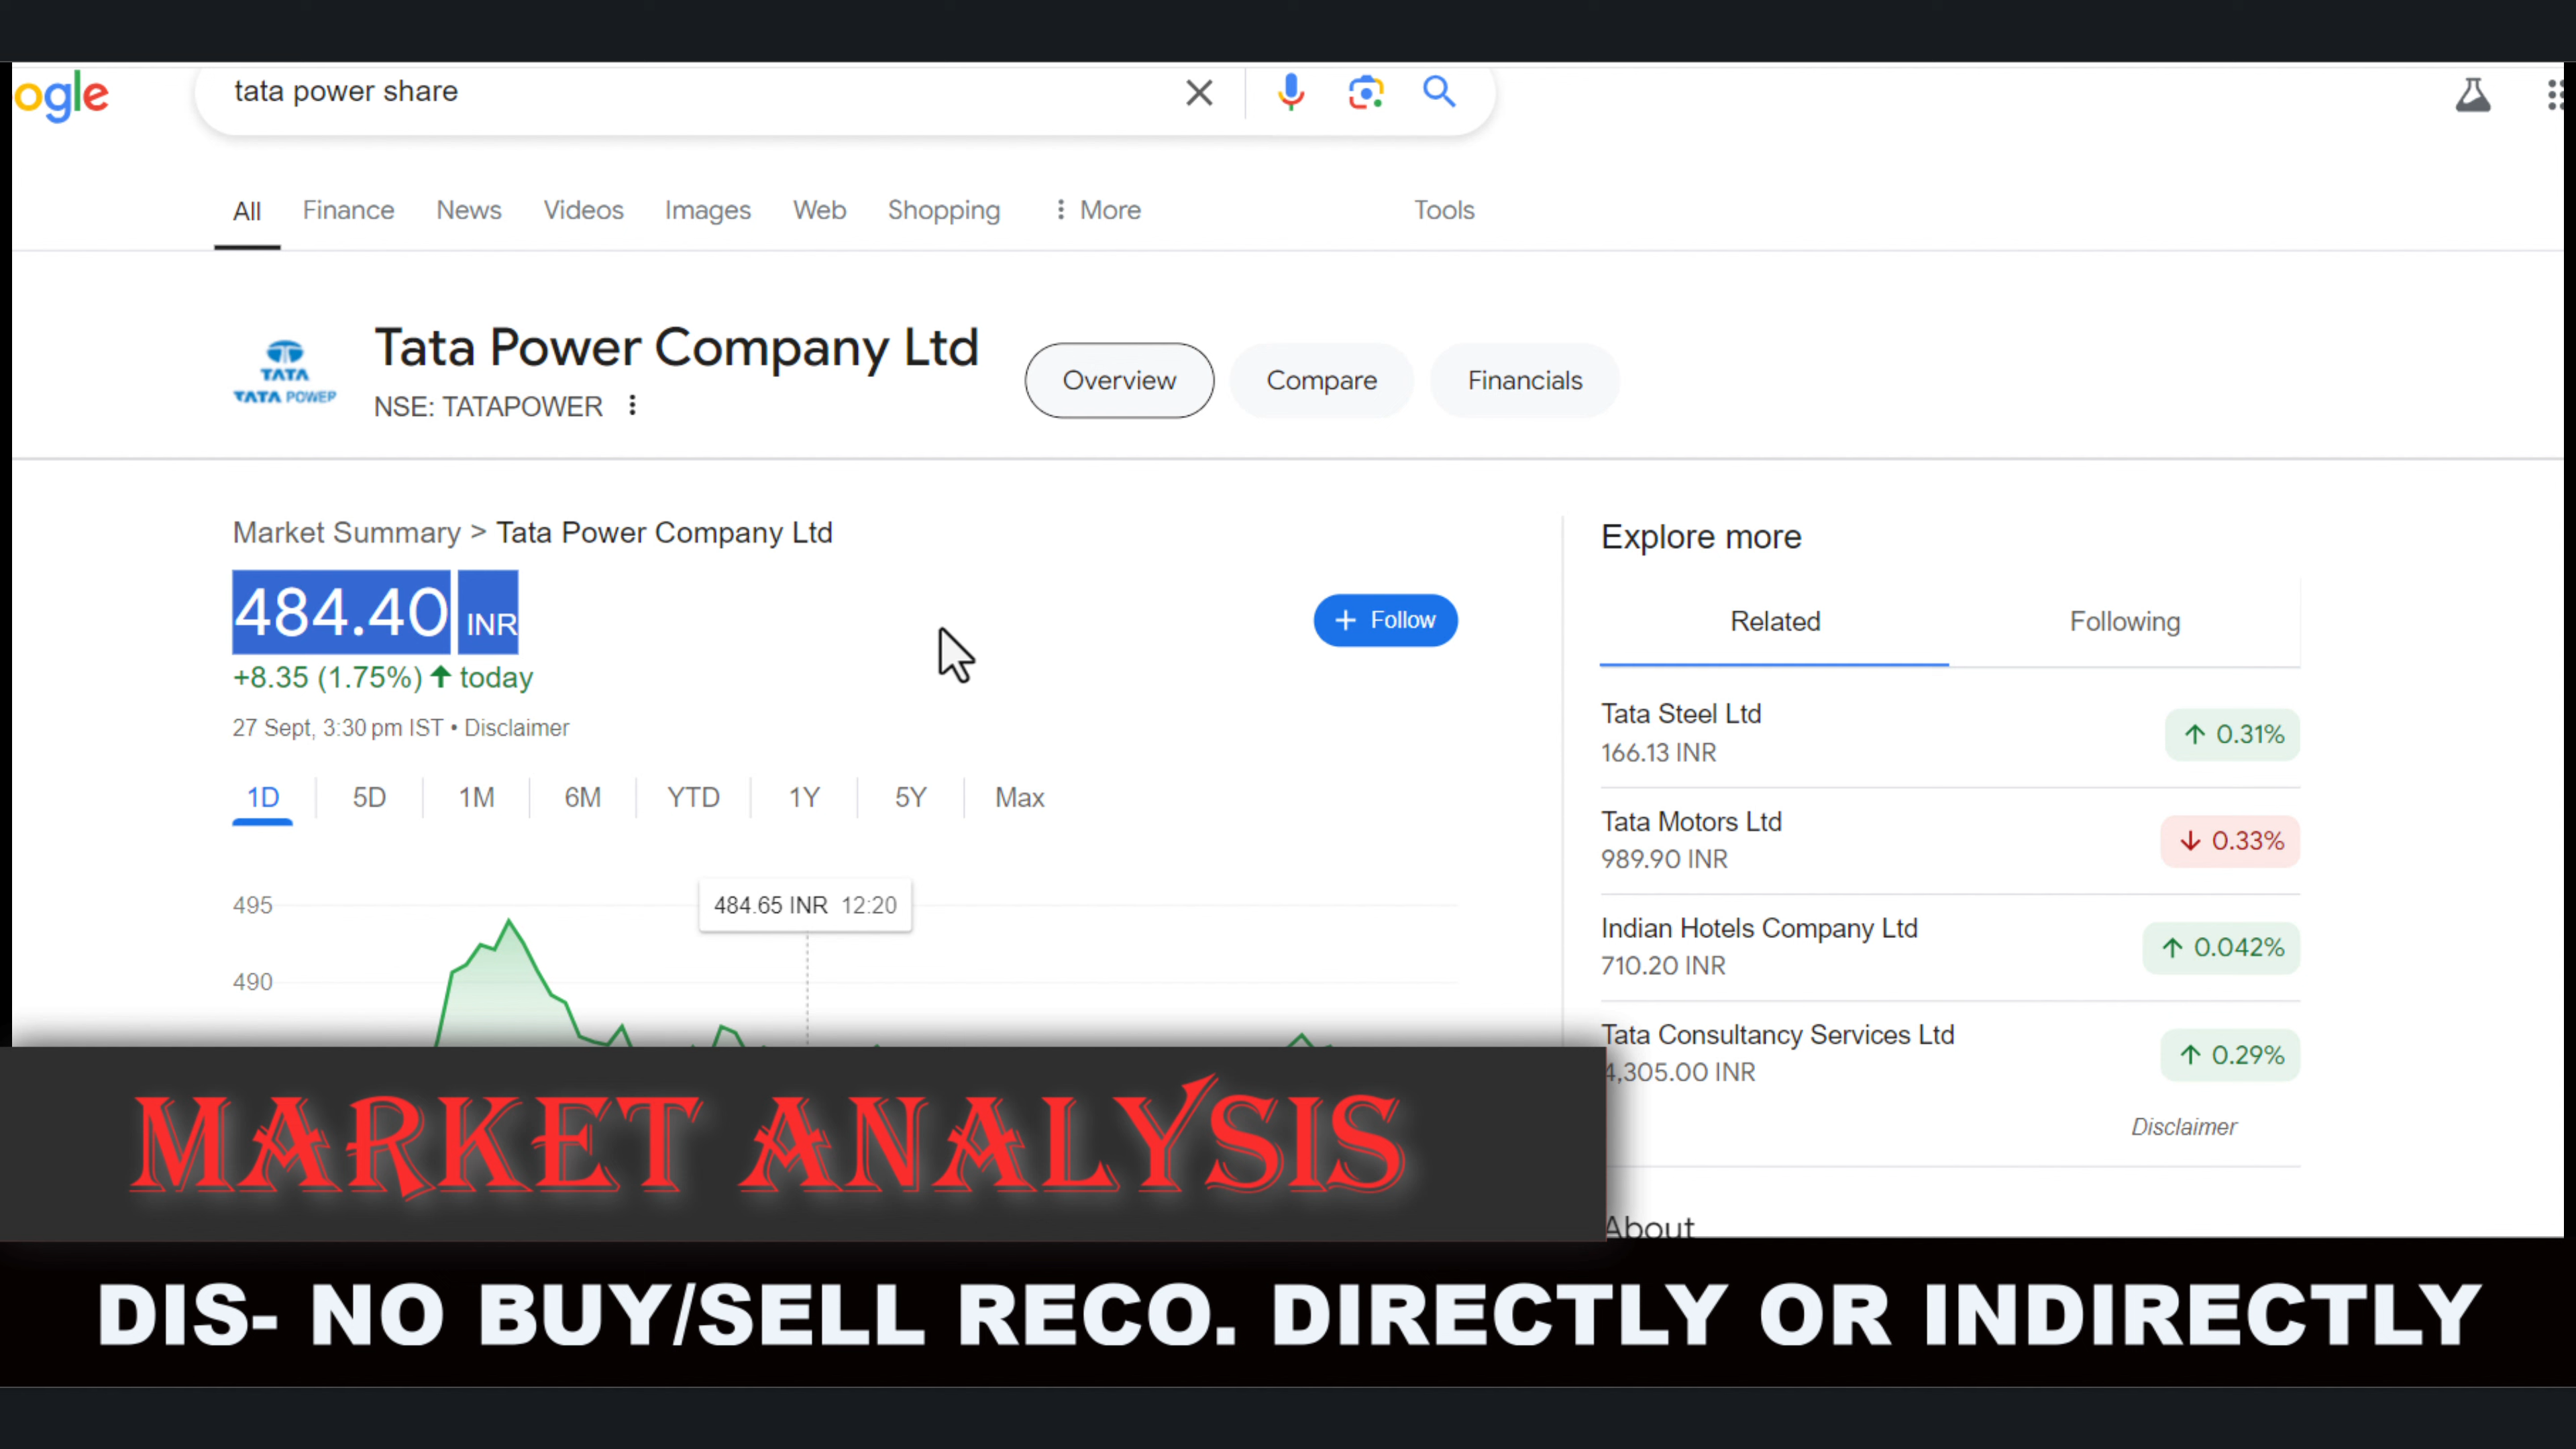 ogle
tata power share
All Finance News Videos Images Web Shopping More Tools
TATA
TATA POWER
Tata Power Company Ltd
NSE: TATAPOWER
Overview Compare Financials
Market Summary > Tata Power Company Ltd
484.40 INR
+8.35 (1.75%) today
27 Sept, 3:30 pm IST • Disclaimer
+ Follow
1D 5D 1M 6M YTD 1Y 5Y Max
484.65 INR 12:20
495
490
Explore more
Related Following
Tata Steel Ltd
166.13 INR
0.31%
Tata Motors Ltd
989.90 INR
0.33%
Indian Hotels Company Ltd
710.20 INR
0.042%
Tata Consultancy Services Ltd
4,305.00 INR
0.29%
Disclaimer
About
MARKET ANALYSIS
DIS- NO BUY/SELL RECO. DIRECTLY OR INDIRECTLY